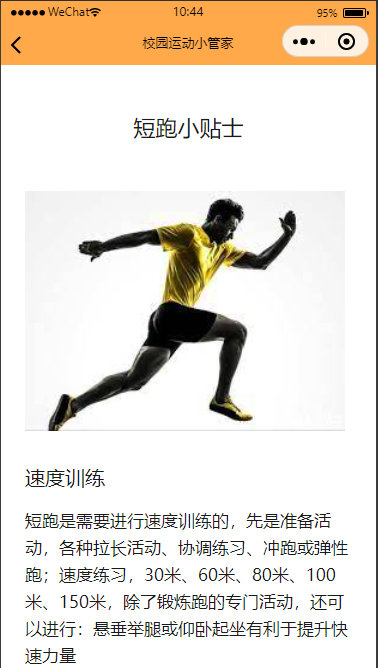 WeChat 10:44 95%
校园运动小管家
短跑小贴士
速度训练
短跑是需要进行速度训练的，先是准备活
动，各种拉长活动、协调练习、冲跑或弹性
跑；速度练习，30米、60米、80米、100
米、150米，除了锻炼跑的专门活动，还可
以进行：悬垂举腿或仰卧起坐有利于提升快
速力量